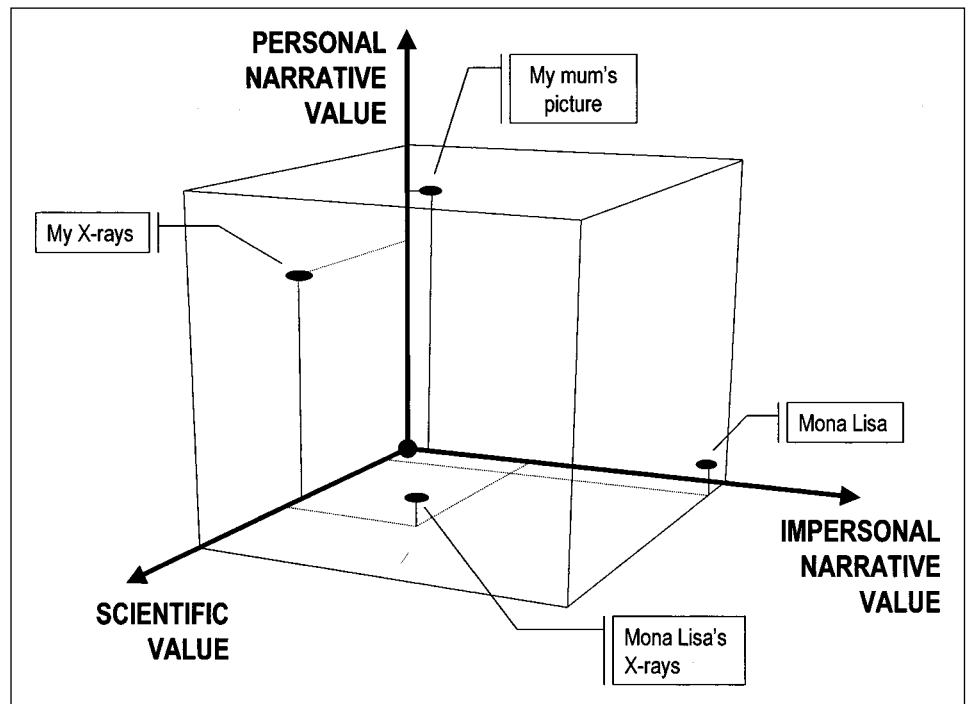 PERSONAL
NARRATIVE
VALUE
My mum's
picture
My X-rays
Mona Lisa
IMPERSONAL
NARRATIVE
VALUE
SCIENTIFIC
VALUE
Mona Lisa's
X-rays